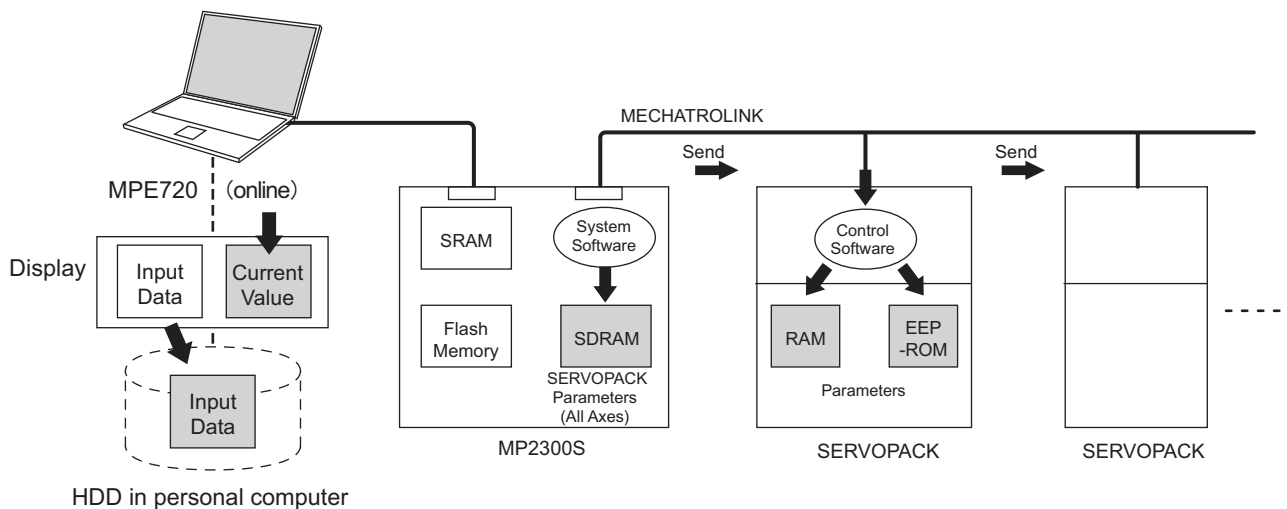 MECHATROLINK
Send
Send
MPE720 (online)
Display
Input
Data
Current
Value
Input
Data
HDD in personal computer
SRAM
System
Software
Flash
Memory
SDRAM
SERVOPACK
Parameters
(All Axes)
MP2300S
Control
Software
RAM
EEP
-ROM
Parameters
SERVOPACK
SERVOPACK